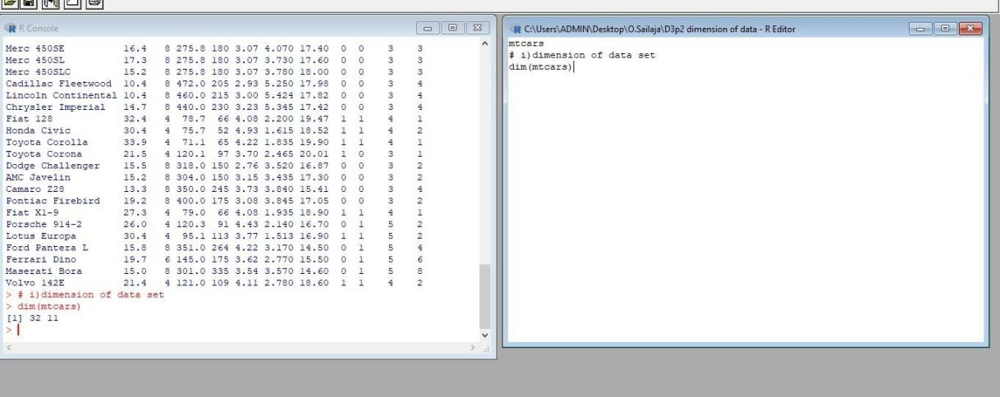 R Console
Merc 450SE 16.4 8 275.8 180 3.07 4.070 17.40 0 0 3 3
Merc 450SL 17.3 8 275.8 180 3.07 3.730 17.60 0 0 3 3
Merc 450SLC 15.2 8 275.8 180 3.07 3.780 18.00 0 0 3 3
Cadillac Fleetwood 10.4 8 472.0 205 2.93 5.250 17.98 0 0 3 4
Lincoln Continental 10.4 8 460.0 215 3.00 5.424 17.82 0 0 3 4
Chrysler Imperial 14.7 8 440.0 230 3.23 5.345 17.42 0 0 3 4
Fiat 128 32.4 4 78.7 66 4.08 2.200 19.47 1 1 4 1
Honda Civic 30.4 4 75.7 52 4.93 1.615 18.52 1 1 4 2
Toyota Corolla 33.9 4 71.1 65 4.22 1.835 19.90 1 1 4 1
Toyota Corona 21.5 4 120.1 97 3.70 2.465 20.01 1 0 3 1
Dodge Challenger 15.5 8 318.0 150 2.76 3.520 16.87 0 0 3 2
AMC Javelin 15.2 8 304.0 150 3.15 3.435 17.30 0 0 3 2
Camaro Z28 13.3 8 350.0 245 3.73 3.840 15.41 0 0 3 4
Pontiac Firebird 19.2 8 400.0 175 3.08 3.845 17.05 0 0 3 2
Fiat X1-9 27.3 4 79.0 66 4.08 1.935 18.90 1 1 4 1
Porsche 914-2 26.0 4 120.3 91 4.43 2.140 16.70 0 1 5 2
Lotus Europa 30.4 4 95.1 113 3.77 1.513 16.90 1 1 5 2
Ford Pantera L 15.8 8 351.0 264 4.22 3.170 14.50 0 1 5 4
Ferrari Dino 19.7 6 145.0 175 3.62 2.770 15.50 0 1 5 6
Maserati Bora 15.0 8 301.0 335 3.54 3.570 14.60 0 1 5 8
Volvo 142E 21.4 4 121.0 109 4.11 2.780 18.60 1 1 4 2
> # i)dimension of data set
> dim(mtcars)
[1] 32 11
>
C:\Users\ADMIN\Desktop\O.Sailaja\D3p2 dimension of data - R Editor
mtcars
# i)dimension of data set
dim(mtcars)